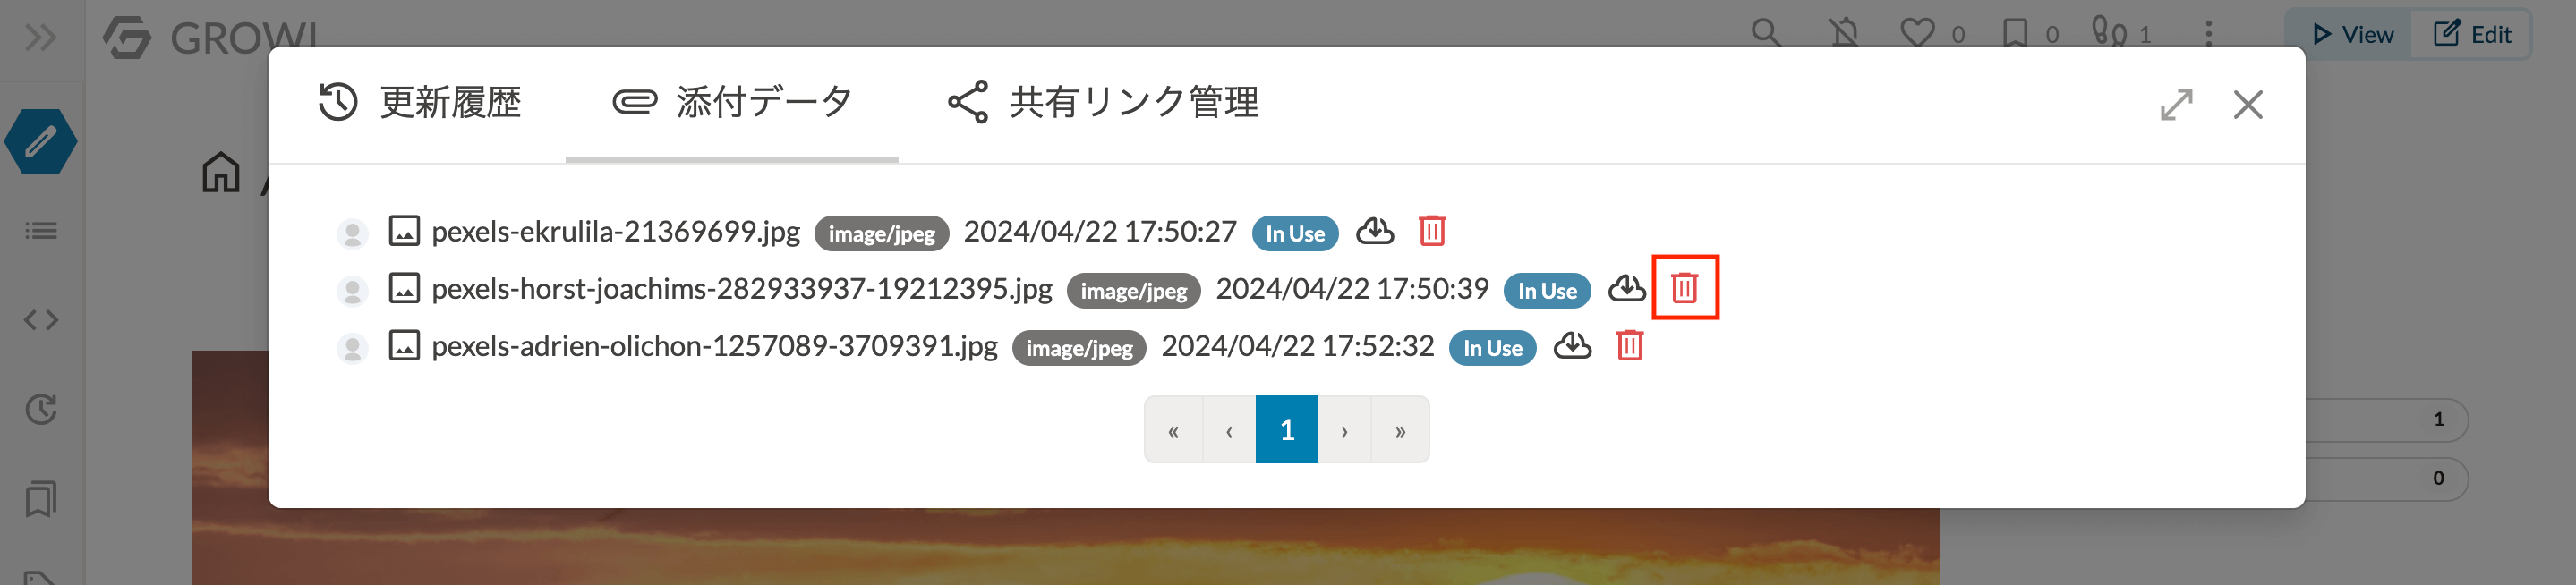 GROWI
0
0
1
View
Edit
更新履歴
添付データ
共有リンク管理
pexels-ekrulila-21369699.jpg image/jpeg 2024/04/22 17:50:27 In Use
pexels-horst-joachims-282933937-19212395.jpg image/jpeg 2024/04/22 17:50:39 In Use
pexels-adrien-olichon-1257089-3709391.jpg image/jpeg 2024/04/22 17:52:32 In Use
« ‹ 1 › »
1
0